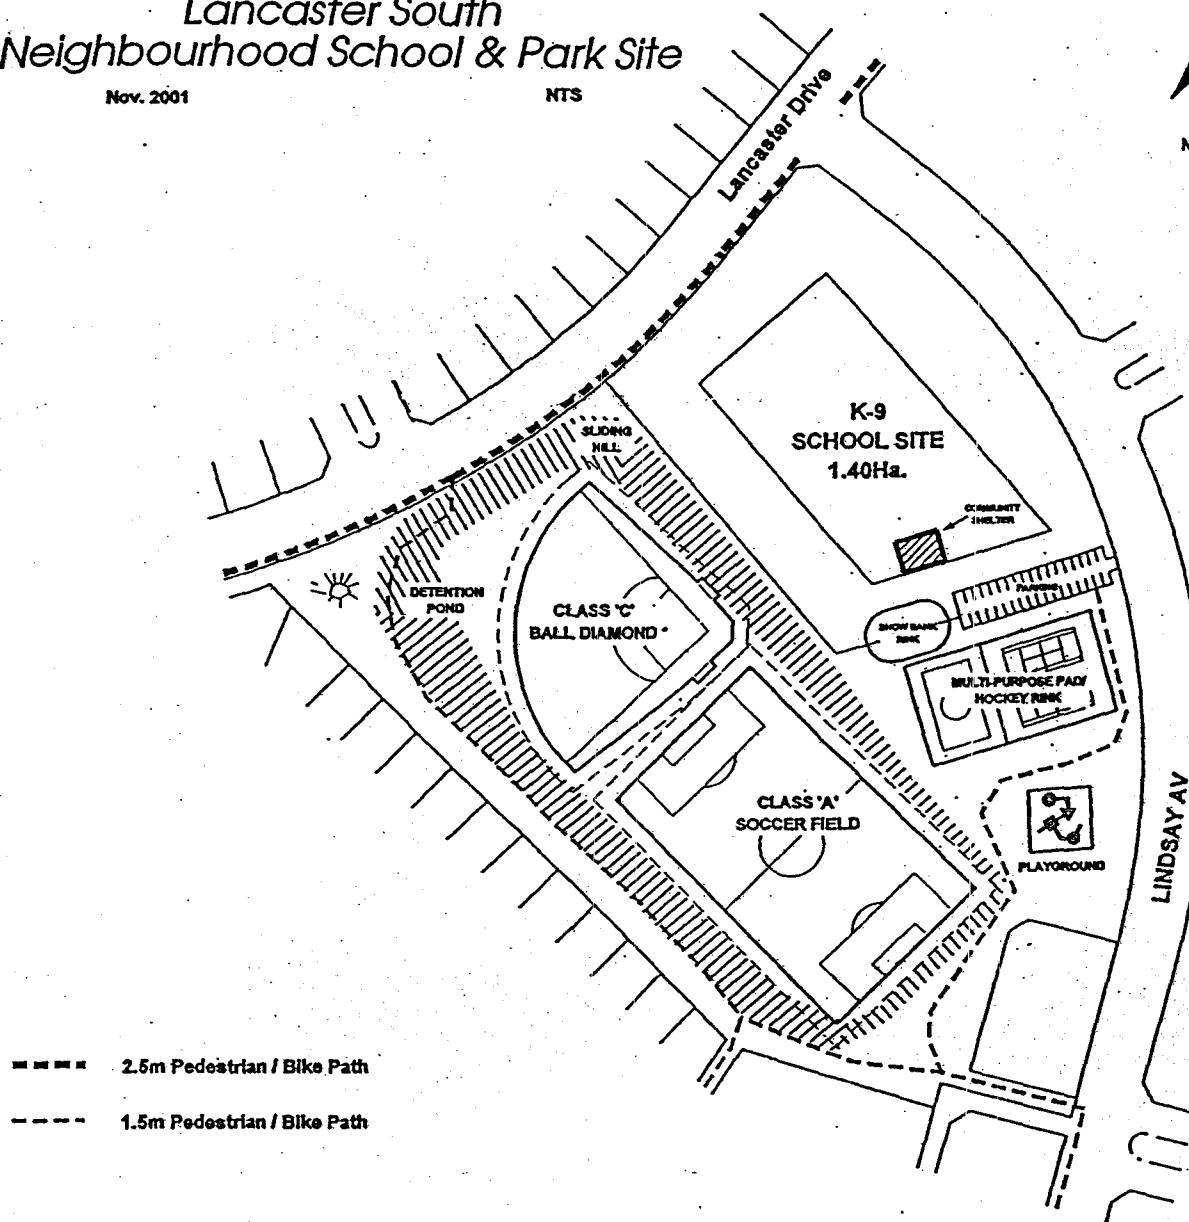 Lancaster South
Neighbourhood School & Park Site
Nov. 2001
NTS
Lancaster Drive
N
K-9
SCHOOL SITE
1.40Ha.
SLIDING
HILL
COMMUNITY
SHELTER
DETENTION
POND
CLASS 'C'
BALL DIAMOND
PARKING
SNOW BANK
RINK
MULTI-PURPOSE PAD/
HOCKEY RINK
CLASS 'A'
SOCCER FIELD
PLAYGROUND
LINDSAY AV
2.5m Pedestrian / Bike Path
1.5m Pedestrian / Bike Path